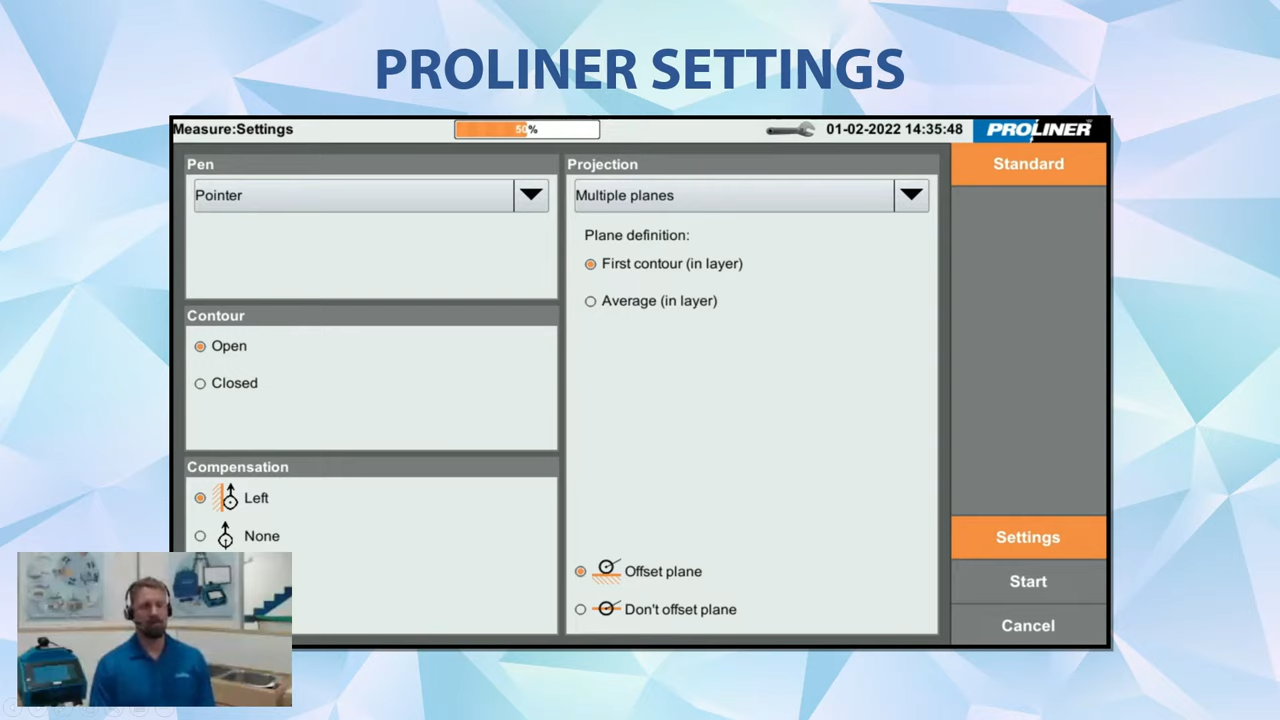 PROLINER SETTINGS
Measure:Settings
50%
01-02-2022 14:35:48
PROLINER
Pen
Pointer
Contour
Open
Closed
Compensation
Left
None
Projection
Multiple planes
Plane definition:
First contour (in layer)
Average (in layer)
Offset plane
Don't offset plane
Standard
Settings
Start
Cancel